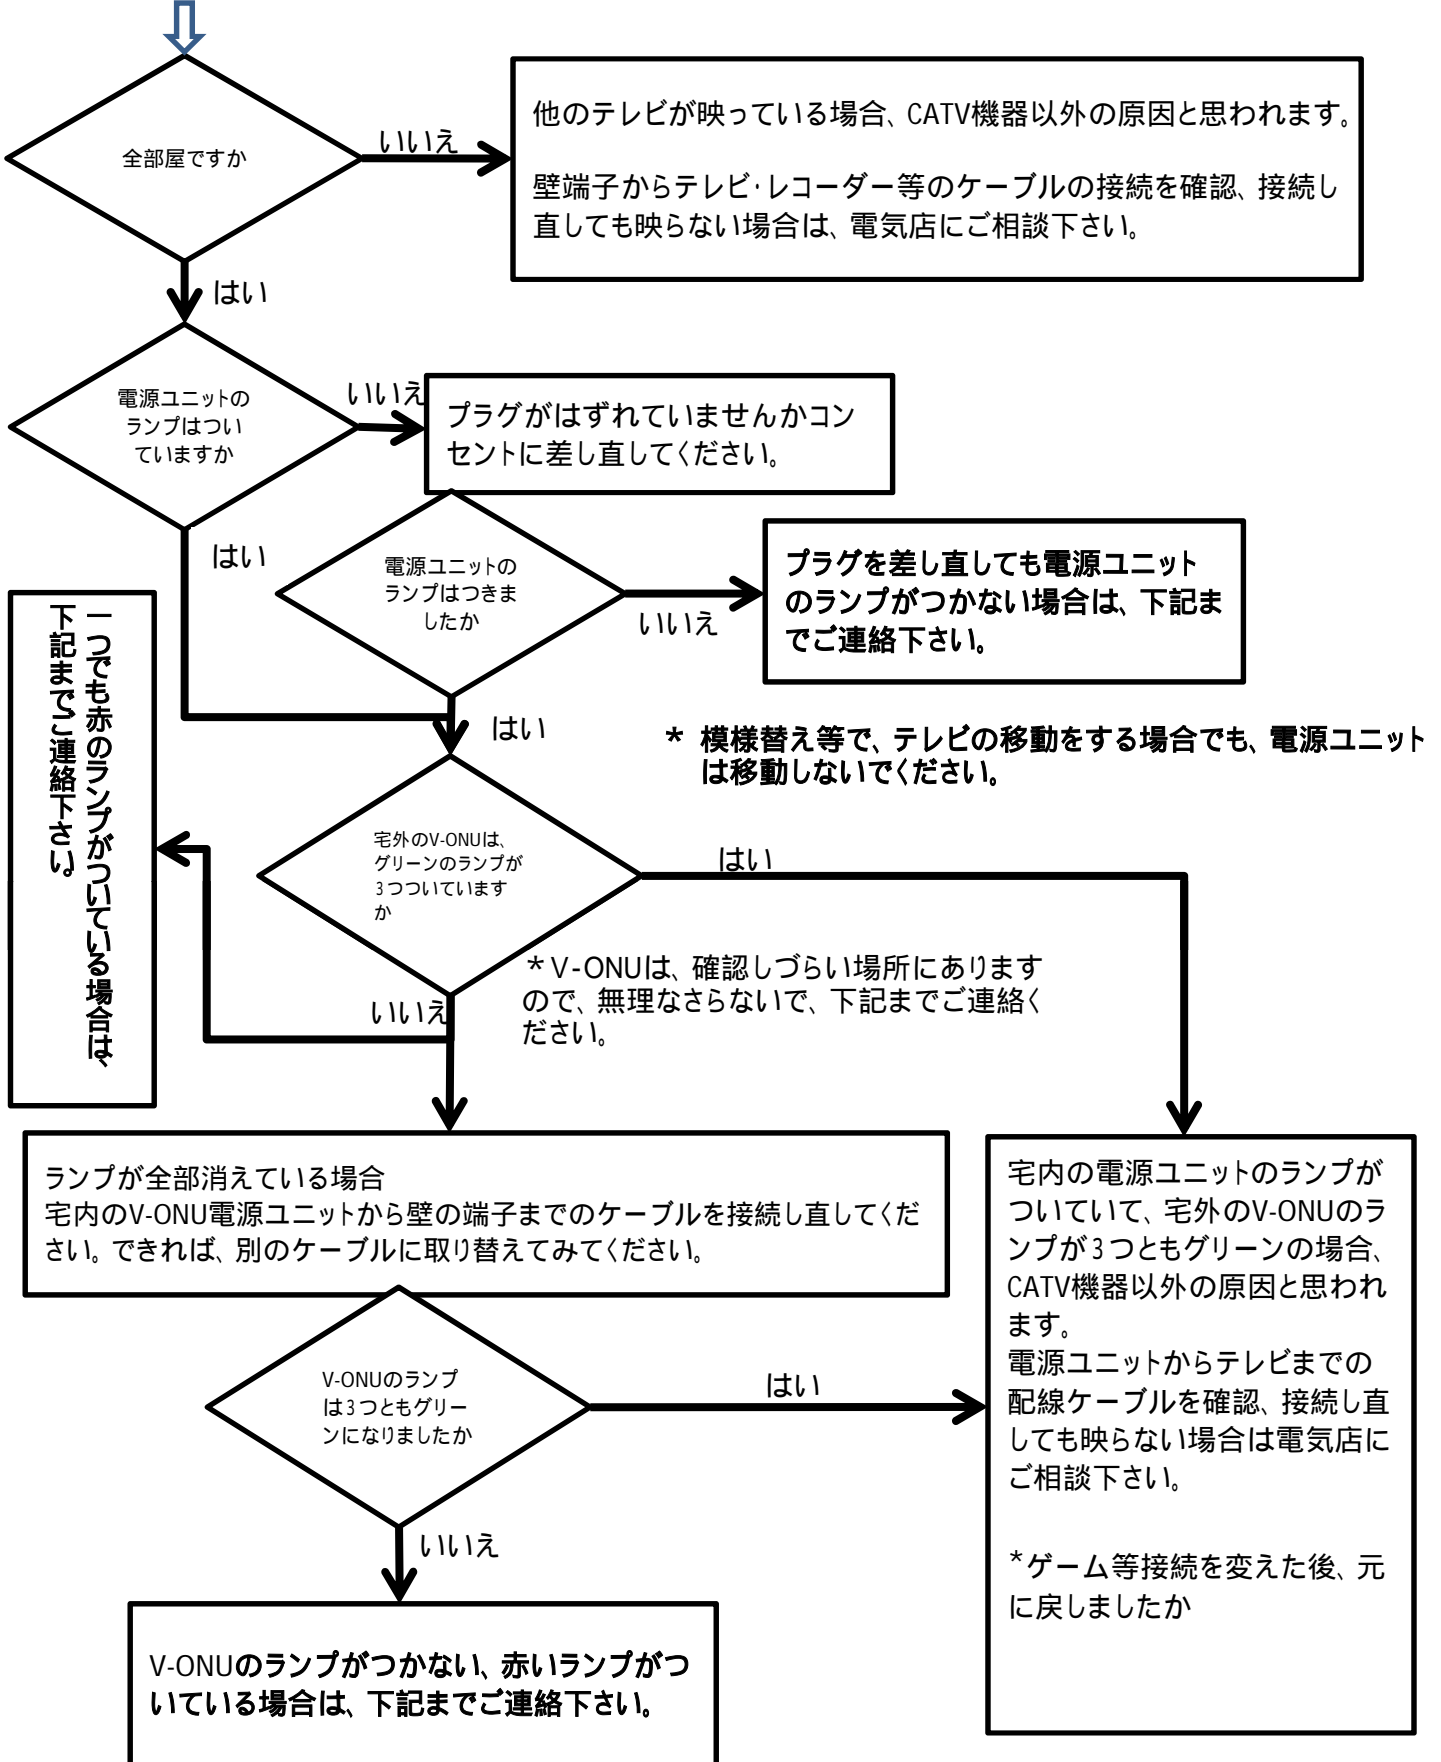 全部屋ですか
いいえ
他のテレビが映っている場合、CATV機器以外の原因と思われます。
壁端子からテレビ・レコーダー等のケーブルの接続を確認、接続し
直しても映らない場合は、電気店にご相談下さい。
はい
電源ユニットの
ランプはつい
ていますか
いいえ
プラグがはずれていませんかコン
セントに差し直してください。
はい
電源ユニットの
ランプはつきま
したか
いいえ
プラグを差し直しても電源ユニット
のランプがつかない場合は、下記ま
でご連絡下さい。
一つでも赤のランプがついている場合は、
下記までご連絡下さい。
はい
* 模様替え等で、テレビの移動をする場合でも、電源ユニット
は移動しないでください。
宅外のV-ONUは、
グリーンのランプが
3つついています
か
はい
*V-ONUは、確認しづらい場所にあります
ので、無理なさらないで、下記までご連絡く
ださい。
いいえ
ランプが全部消えている場合
宅内のV-ONU電源ユニットから壁の端子までのケーブルを接続し直してくだ
さい。できれば、別のケーブルに取り替えてみてください。
宅内の電源ユニットのランプが
ついていて、宅外のV-ONUのラ
ンプが3つともグリーンの場合、
CATV機器以外の原因と思われ
ます。
電源ユニットからテレビまでの
配線ケーブルを確認、接続し直
しても映らない場合は電気店に
ご相談下さい。
*ゲーム等接続を変えた後、元
に戻しましたか
V-ONUのランプ
は3つともグリー
ンになりましたか
はい
いいえ
V-ONUのランプがつかない、赤いランプがつ
いている場合は、下記までご連絡下さい。